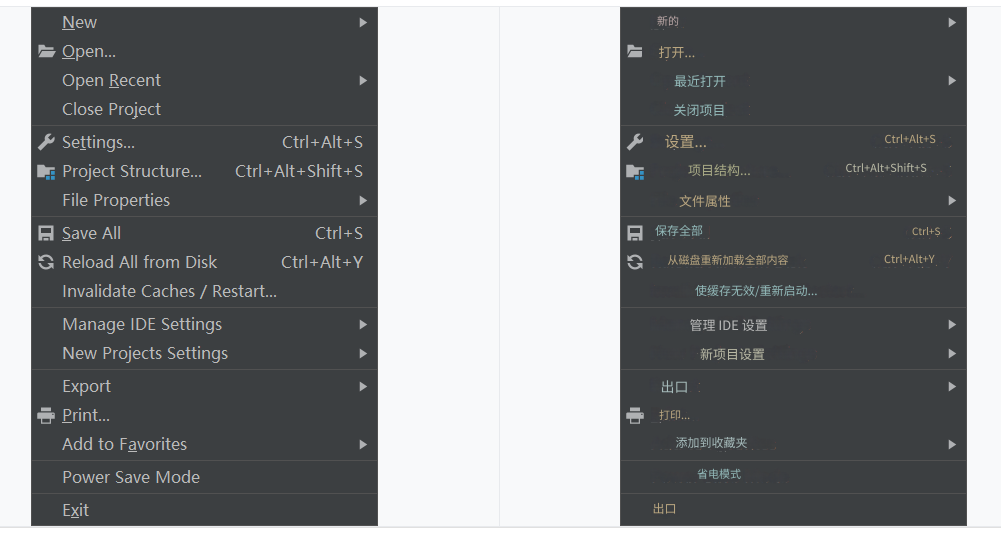 New
Open...
Open Recent
Close Project
Settings... Ctrl+Alt+S
Project Structure... Ctrl+Alt+Shift+S
File Properties
Save All Ctrl+S
Reload All from Disk Ctrl+Alt+Y
Invalidate Caches / Restart...
Manage IDE Settings
New Projects Settings
Export
Print...
Add to Favorites
Power Save Mode
Exit
新的
打开...
最近打开
关闭项目
设置... Ctrl+Alt+S
项目结构... Ctrl+Alt+Shift+S
文件属性
保存全部 Ctrl+S
从磁盘重新加载全部内容 Ctrl+Alt+Y
使缓存无效/重新启动...
管理 IDE 设置
新项目设置
出口
打印...
添加到收藏夹
省电模式
出口